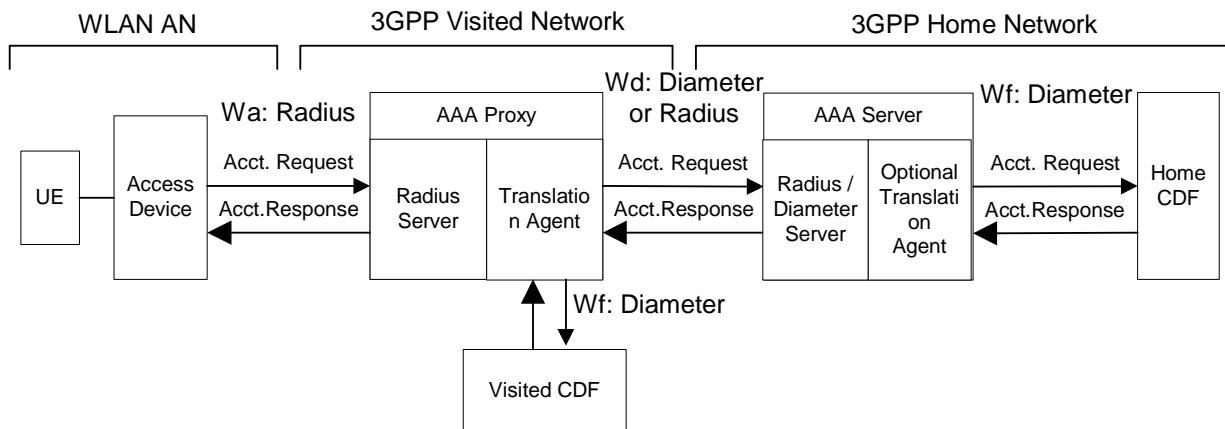 WLAN AN
3GPP Visited Network
3GPP Home Network
Wa: Radius
Wd: Diameter
or Radius
Wf: Diameter
AAA Proxy
AAA Server
UE
Access
Device
Acct. Request
Acct.Response
Radius
Server
Translatio
n Agent
Acct. Request
Acct.Response
Radius /
Diameter
Server
Optional
Translati
on
Agent
Acct. Request
Acct.Response
Home
CDF
Wf: Diameter
Visited CDF